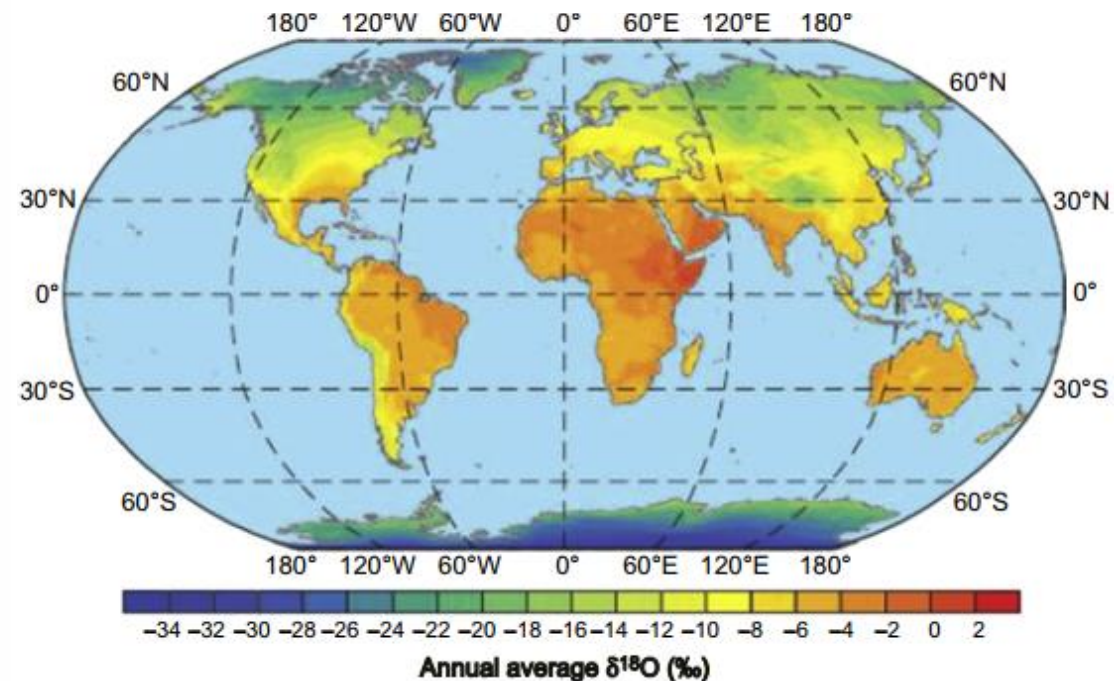 180° 120°W 60°W 0° 60°E 120°E 180°
60°N 60°N
30°N 30°N
0° 0°
30°S 30°S
60°S 60°S
180° 120°W 60°W 0° 60°E 120°E 180°
–34 –32 –30 –28 –26 –24 –22 –20 –18 –16 –14 –12 –10 –8 –6 –4 –2 0 2
Annual average δ¹⁸O (‰)